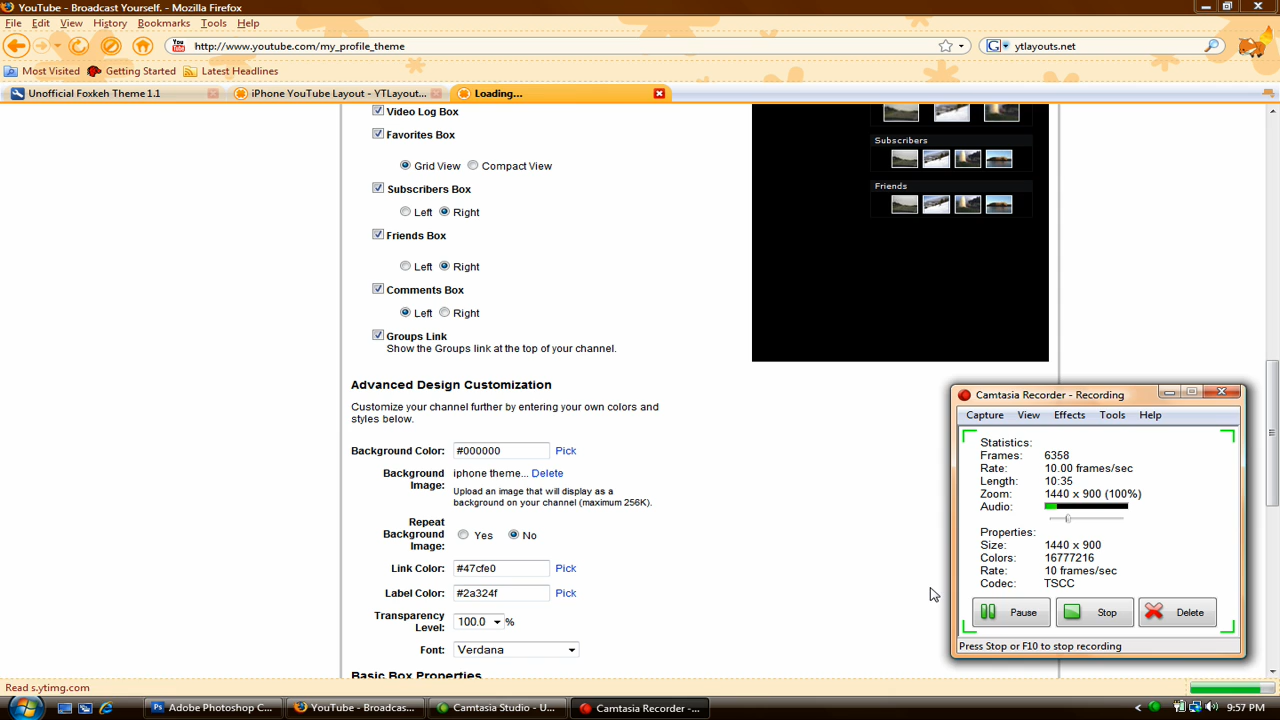 YouTube - Broadcast Yourself. - Mozilla Firefox
File Edit View History Bookmarks Tools Help
http://www.youtube.com/my_profile_theme
ytlayouts.net
Most Visited Getting Started Latest Headlines
Unofficial Foxkeh Theme 1.1
iPhone YouTube Layout - YTLayout...
Loading...
Video Log Box
Favorites Box
Grid View Compact View
Subscribers Box
Left Right
Friends Box
Left Right
Comments Box
Left Right
Groups Link
Show the Groups link at the top of your channel.
Subscribers
Friends
Advanced Design Customization
Customize your channel further by entering your own colors and
styles below.
Background Color: #000000 Pick
Background
Image:
iphone theme... Delete
Upload an image that will display as a
background on your channel (maximum 256K).
Repeat
Background
Image:
Yes No
Link Color: #47cfe0 Pick
Label Color: #2a324f Pick
Transparency
Level:
100.0 %
Font: Verdana
Basic Box Properties
Camtasia Recorder - Recording
Capture View Effects Tools Help
Statistics:
Frames: 6358
Rate: 10.00 frames/sec
Length: 10:35
Zoom: 1440 x 900 (100%)
Audio:
Properties:
Size: 1440 x 900
Colors: 16777216
Rate: 10 frames/sec
Codec: TSCC
Pause Stop Delete
Press Stop or F10 to stop recording
Read s.ytimg.com
Adobe Photoshop C...
YouTube - Broadcas...
Camtasia Studio - U...
Camtasia Recorder -...
9:57 PM